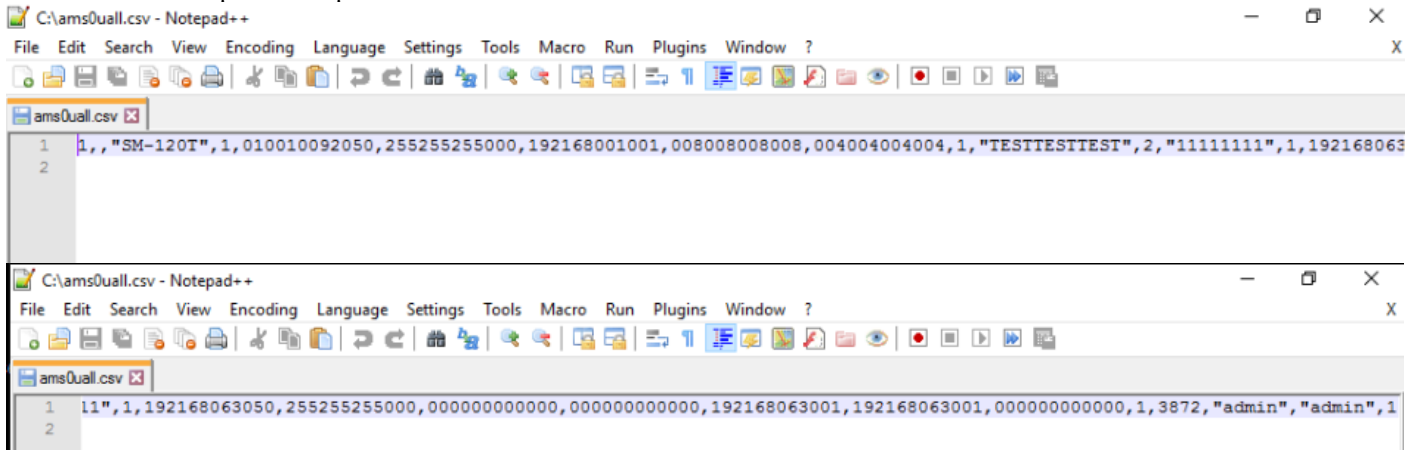 C:\ams0uall.csv - Notepad++
File Edit Search View Encoding Language Settings Tools Macro Run Plugins Window ? X
ams0uall.csv
1 1,,"SM-120T",1,010010092050,255255255000,192168001001,008008008008,004004004004,1,"TESTTESTTEST",2,"11111111",1,192168063
2
C:\ams0uall.csv - Notepad++
File Edit Search View Encoding Language Settings Tools Macro Run Plugins Window ? X
ams0uall.csv
1 11",1,192168063050,255255255000,000000000000,000000000000,192168063001,192168063001,000000000000,1,3872,"admin","admin",1
2